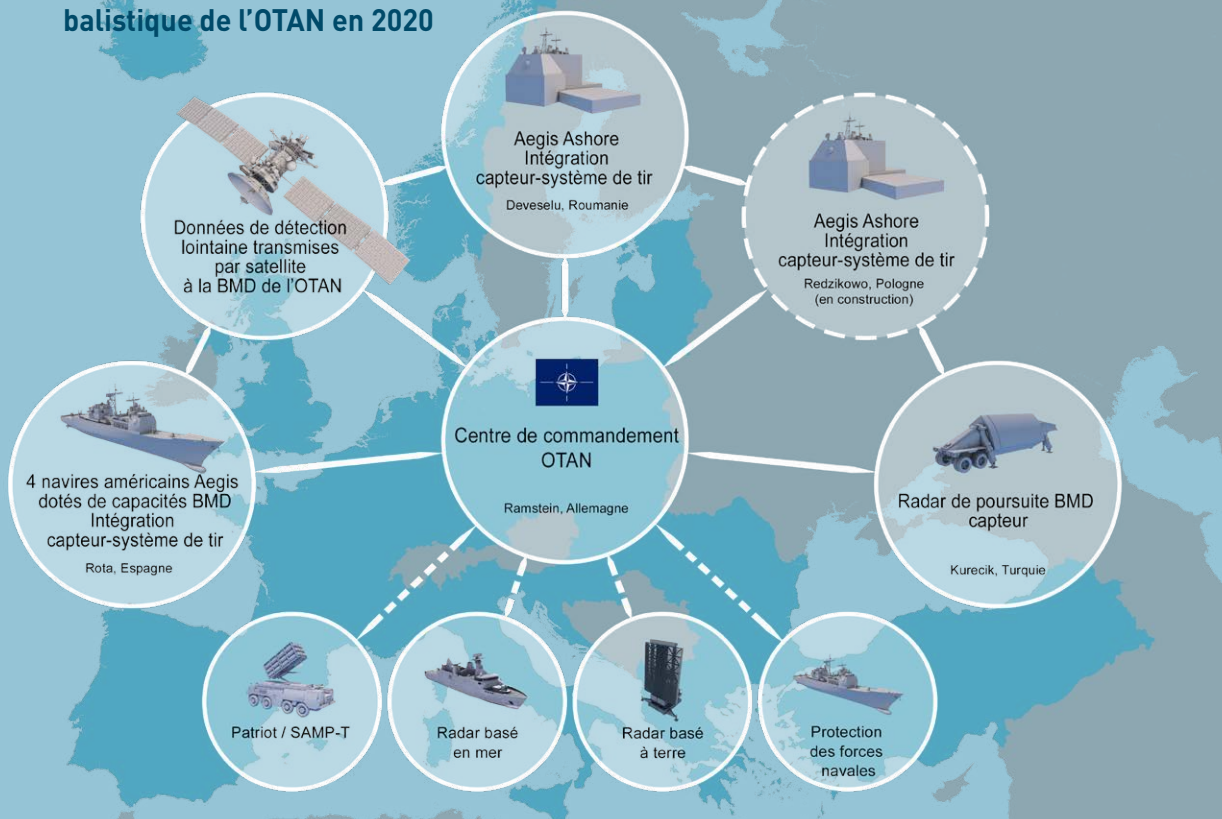 balistique de l’OTAN en 2020
Aegis Ashore
Intégration
capteur-système de tir
Deveselu, Roumanie
Données de détection
lointaine transmises
par satellite
à la BMD de l’OTAN
Aegis Ashore
Intégration
capteur-système de tir
Redzikowo, Pologne
(en construction)
4 navires américains Aegis
dotés de capacités BMD
Intégration
capteur-système de tir
Rota, Espagne
Centre de commandement
OTAN
Ramstein, Allemagne
Radar de poursuite BMD
capteur
Kurecik, Turquie
Patriot / SAMP-T
Radar basé
en mer
Radar basé
à terre
Protection
des forces
navales